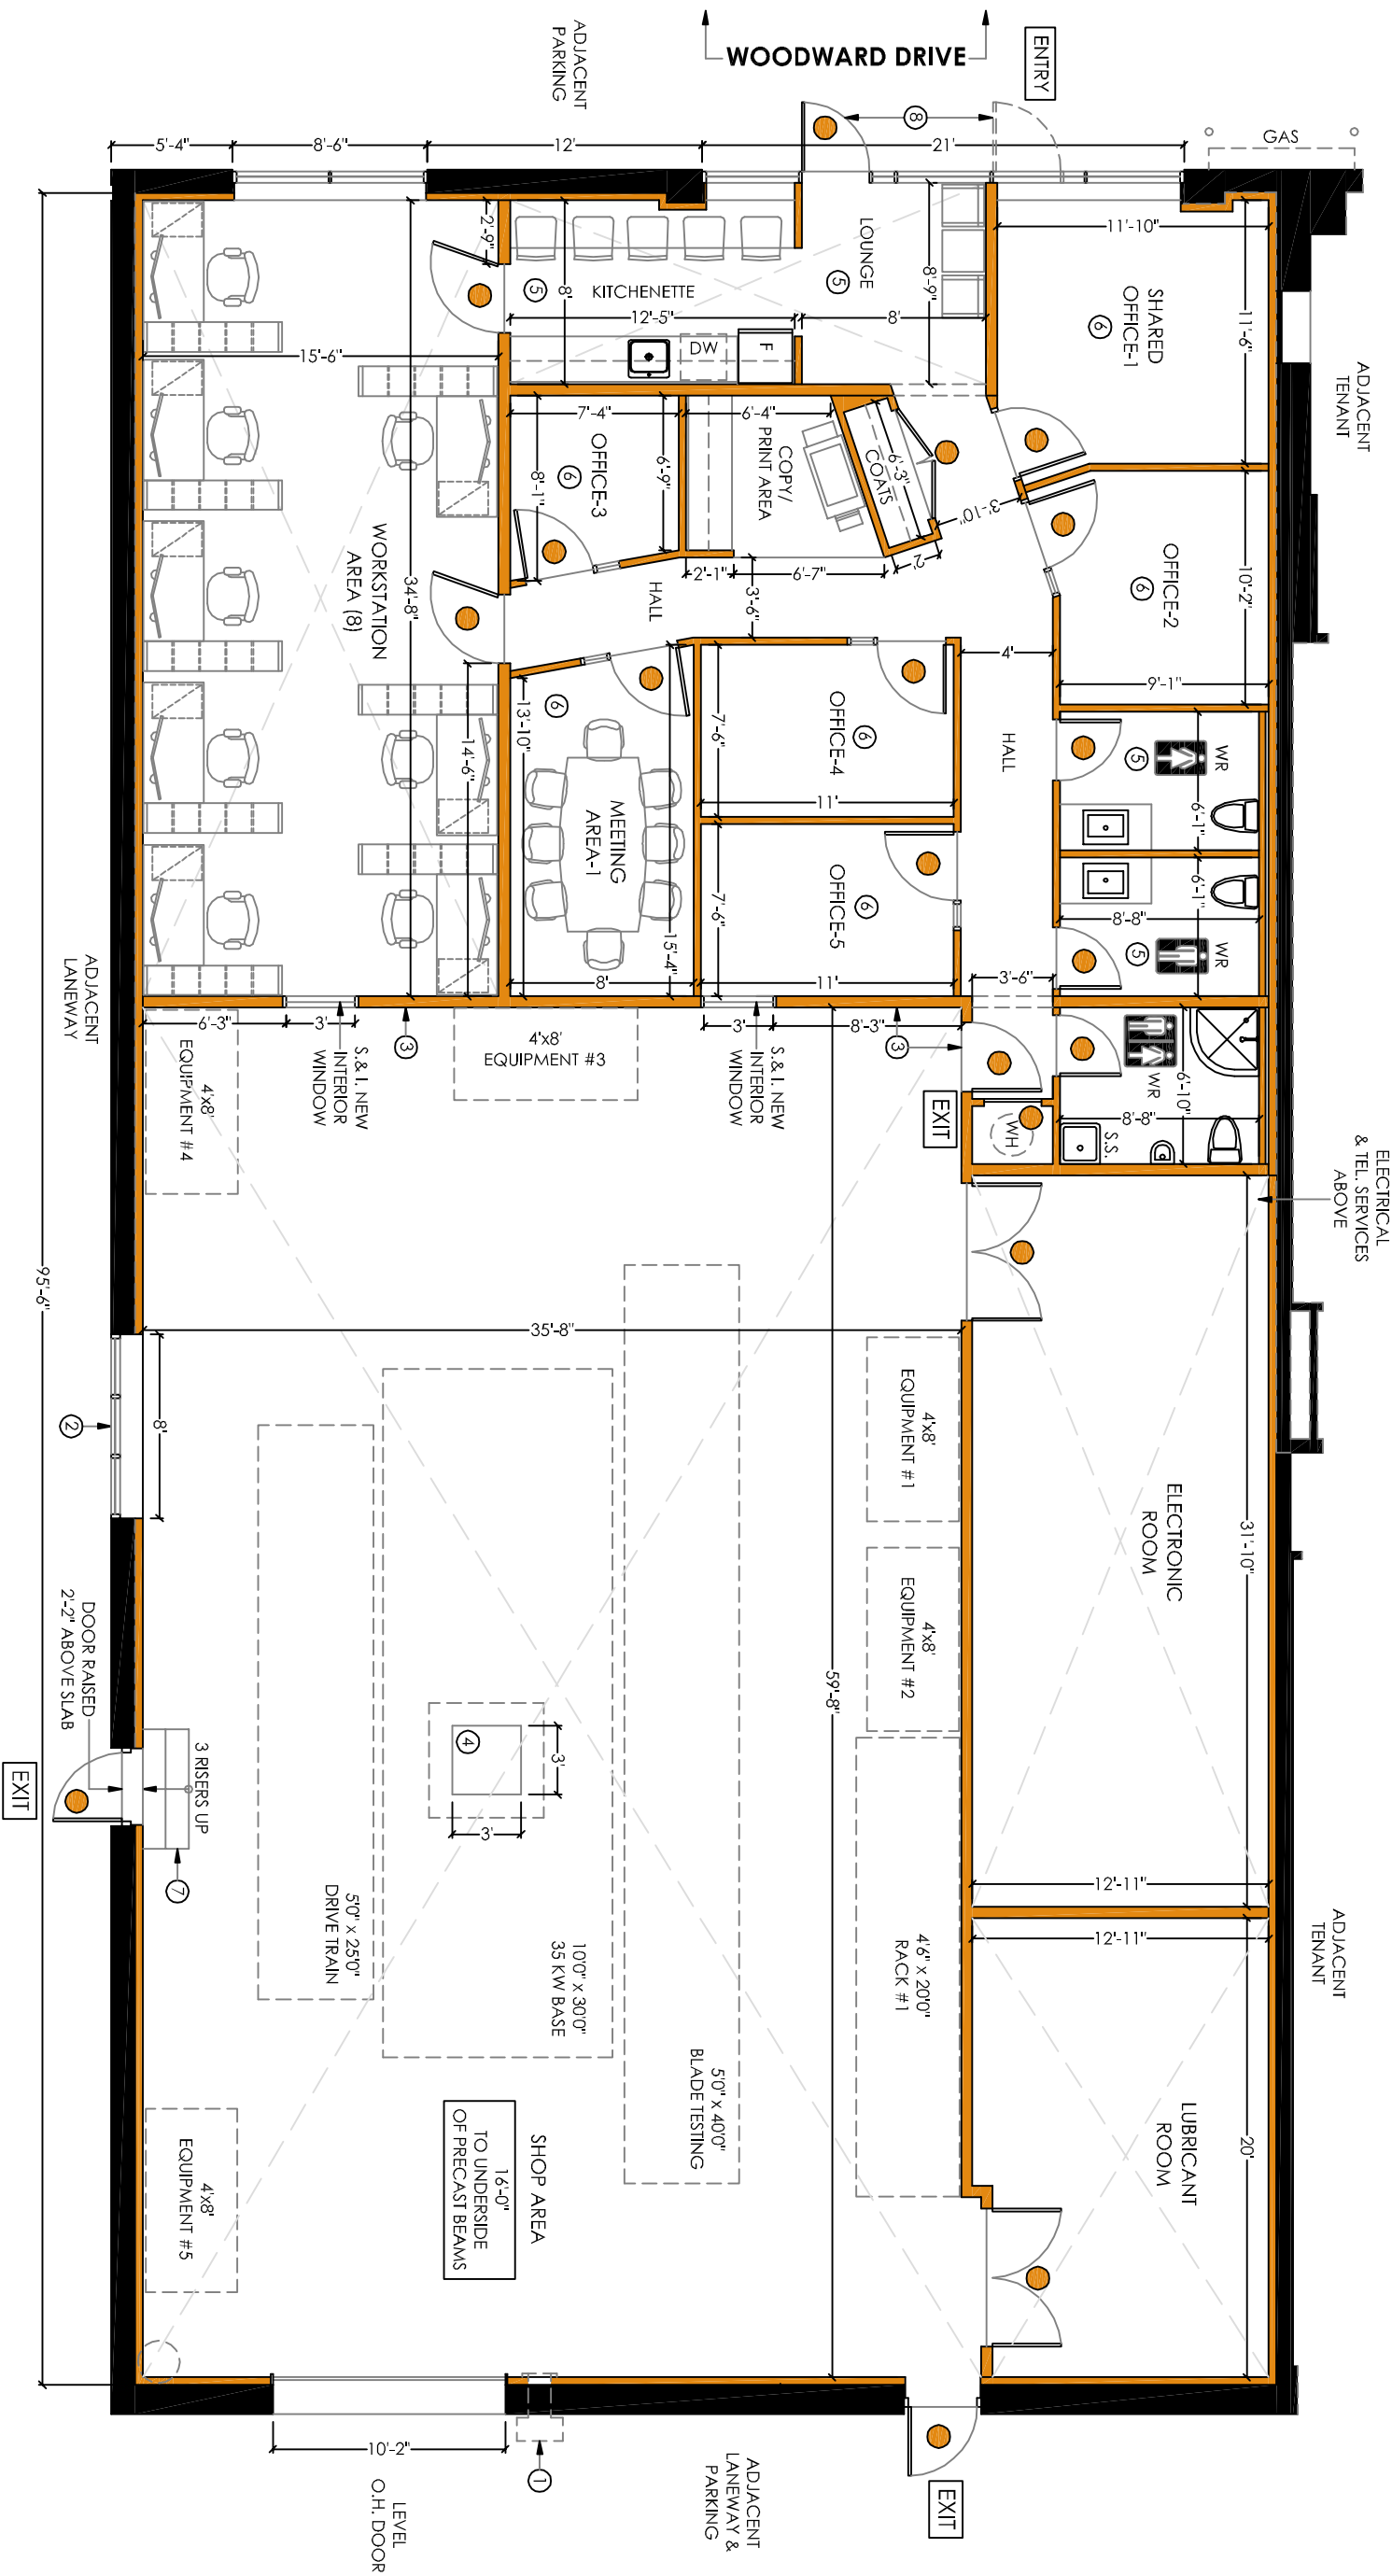 WOODWARD DRIVE
ENTRY
ADJACENT
PARKING
GAS
5'-4"
8'-6"
12'
21'
8
ADJACENT
TENANT
SHARED
OFFICE-1
6
11'-10"
11'-6"
LOUNGE
5
8'-9"
8'
KITCHENETTE
5
8'
12'-5"
DW
F
2'-9"
15'-6"
WORKSTATION
AREA (8)
34'-8"
14'-6"
OFFICE-3
6
7'-4"
6'-9"
8'-1"
COPY/
PRINT AREA
6'-4"
COATS
6'-3"
3'-10"
2'
2'-1"
6'-7"
3'-6"
HALL
OFFICE-2
6
10'-2"
9'-1"
4'
HALL
OFFICE-4
6
7'-6"
11'
OFFICE-5
6
7'-6"
11'
MEETING
AREA-1
6
13'-10"
15'-4"
8'
WR
5
6'-1"
WR
5
6'-1"
8'-8"
3'-6"
WR
6'-10"
8'-8"
S.S.
WH
EXIT
ELECTRICAL
& TEL. SERVICES
ABOVE
6'-3"
3'
S.& I. NEW
INTERIOR
WINDOW
3
3'
S.& I. NEW
INTERIOR
WINDOW
8'-3"
3
4'x8'
EQUIPMENT #3
4'x8'
EQUIPMENT #4
ADJACENT
LANEWAY
95'-6"
35'-8"
8'
2
4'x8'
EQUIPMENT #1
4'x8'
EQUIPMENT #2
59'-8"
4'6" x 20'0"
RACK #1
ELECTRONIC
ROOM
31'-10"
12'-11"
12'-11"
ADJACENT
TENANT
LUBRICANT
ROOM
20'
4
3'
3'
DOOR RAISED
2'-2" ABOVE SLAB
3 RISERS UP
7
EXIT
5'0" x 25'0"
DRIVE TRAIN
10'0" x 30'0"
35 KW BASE
5'0" x 40'0"
BLADE TESTING
SHOP AREA
16'-0"
TO UNDERSIDE
OF PRECAST BEAMS
4'x8'
EQUIPMENT #5
10'-2"
1
LEVEL
O.H. DOOR
ADJACENT
LANEWAY &
PARKING
EXIT